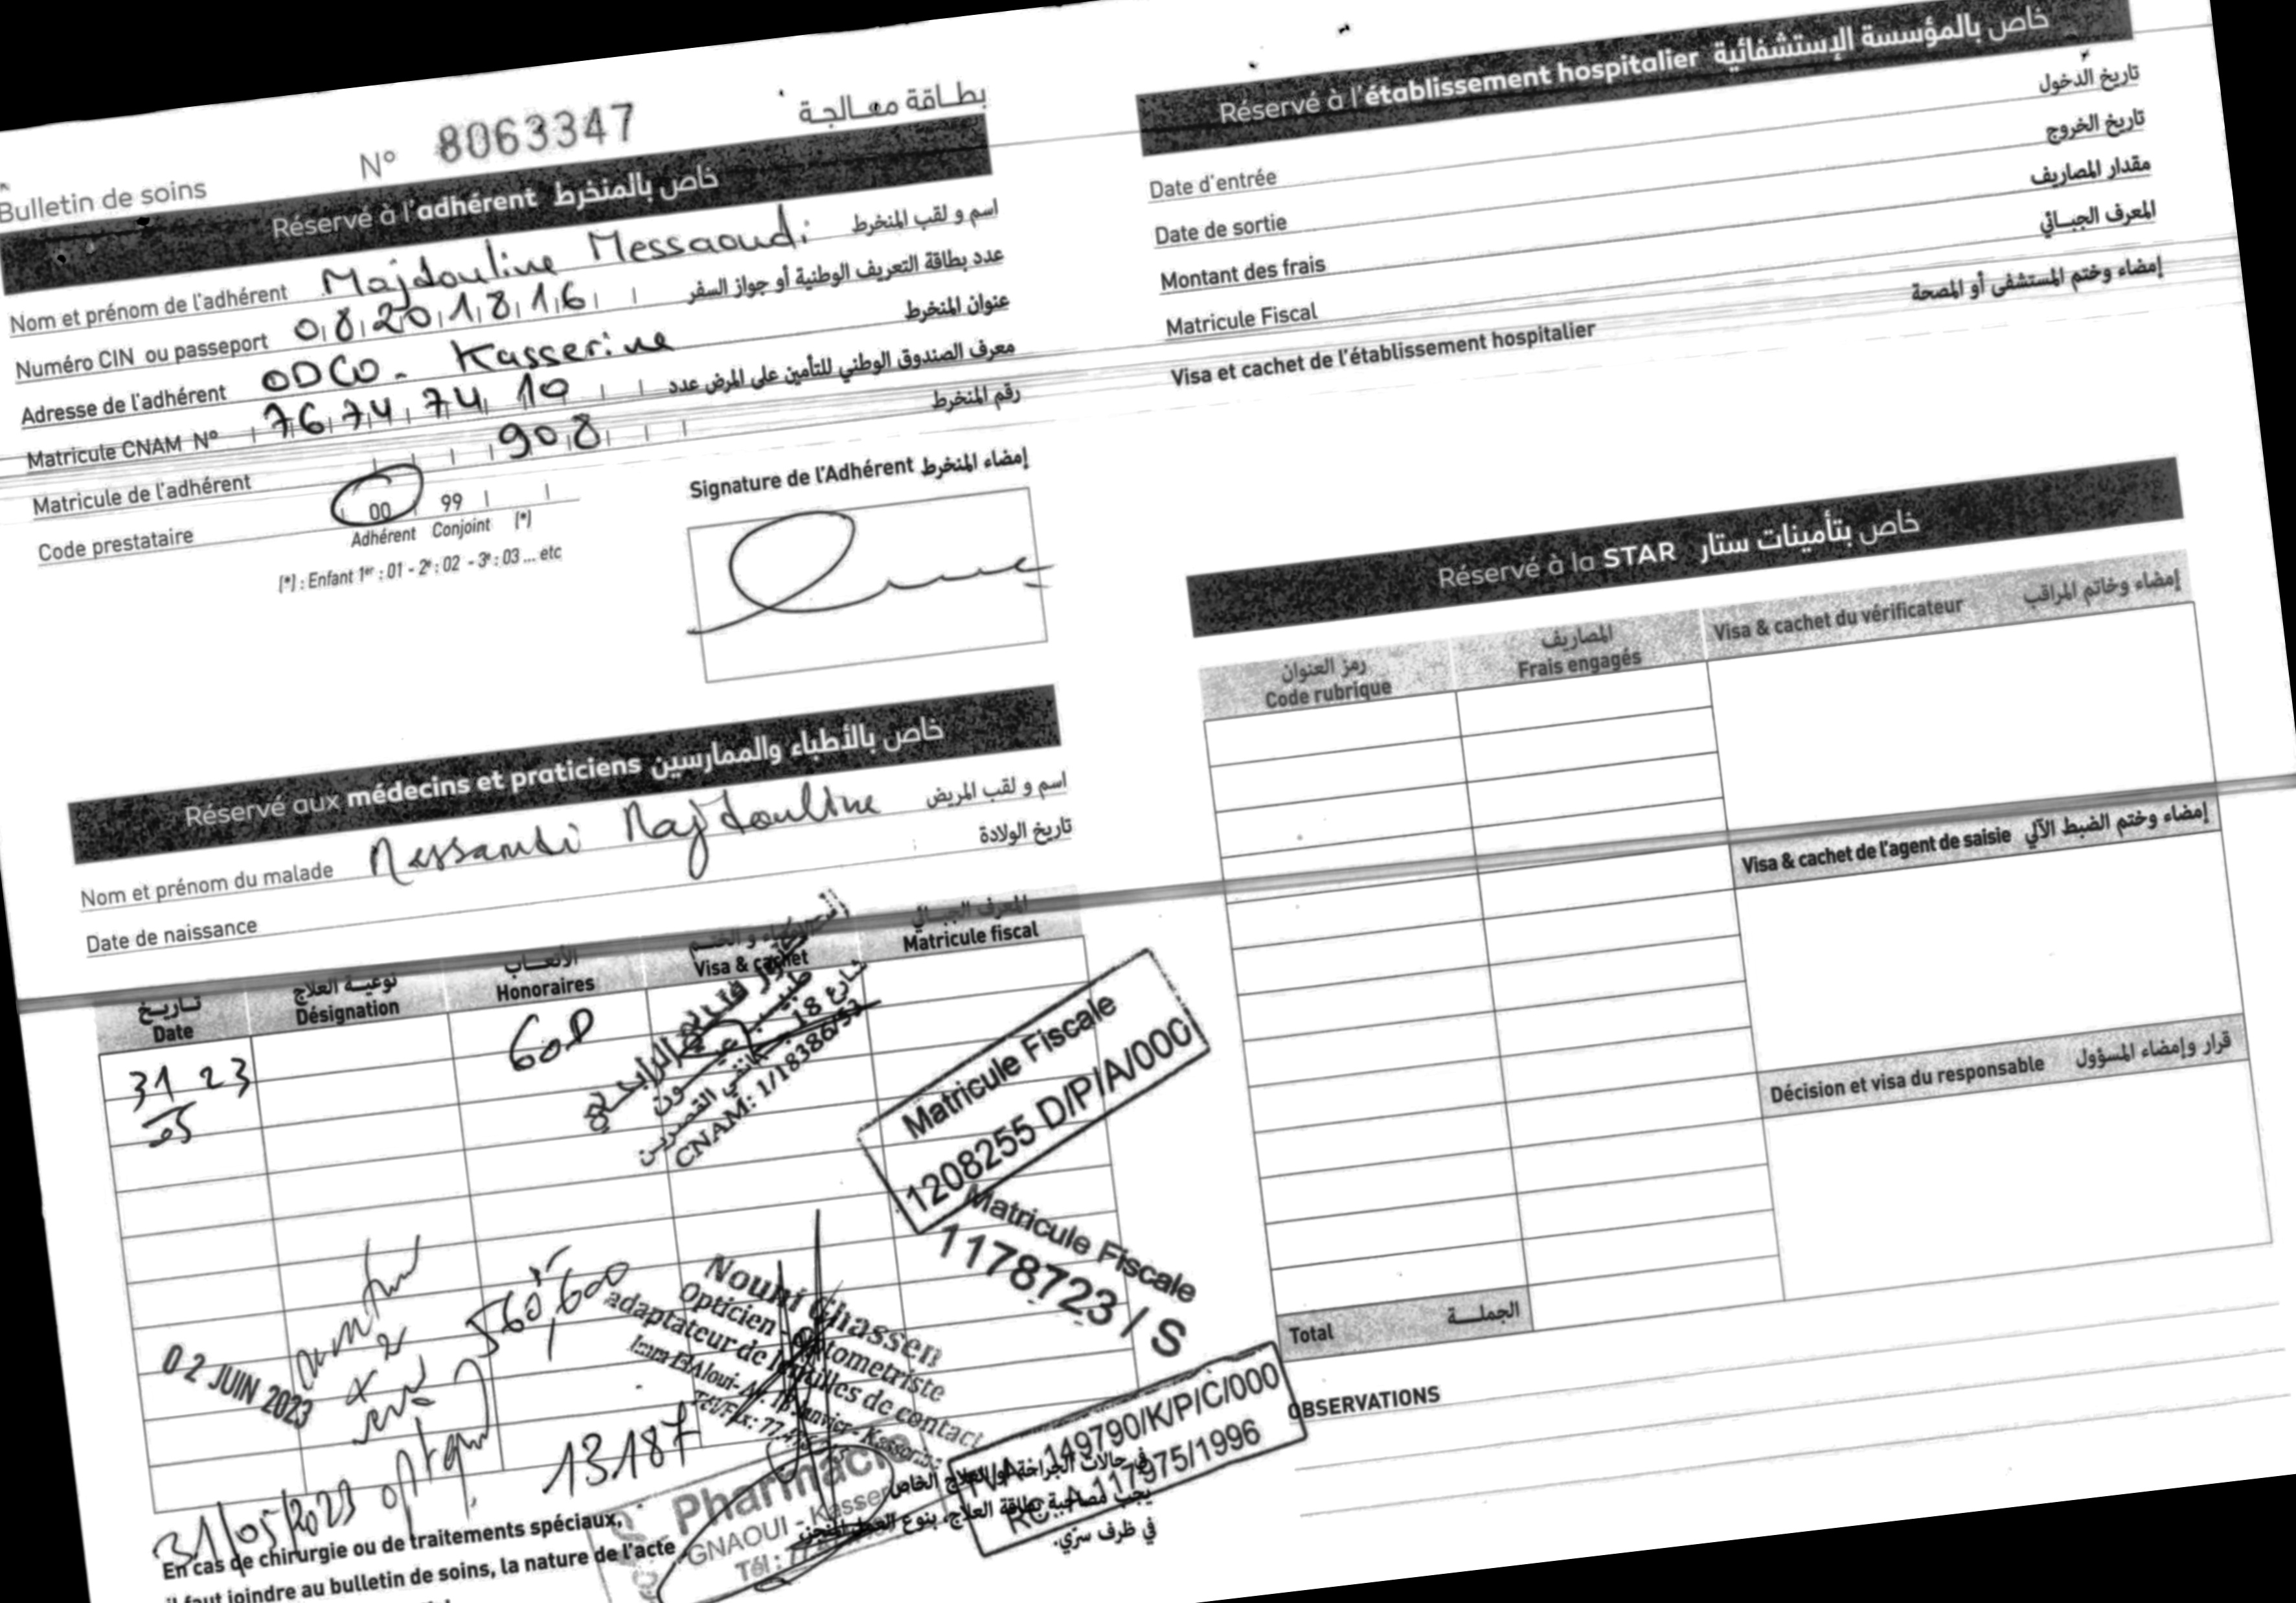 Bulletin de soins N° 8063347 بطاقة معالجة
Réservé à l'adhérent خاص بالمنخرط
Nom et prénom de l'adhérent Majdouline Messaoudi اسم و لقب المنخرط
Numéro CIN ou passeport 08201816 عدد بطاقة التعريف الوطنية أو جواز السفر
Adresse de l'adhérent ODCO - Kasserine عنوان المنخرط
Matricule CNAM N° 76747410 معرف الصندوق الوطني للتأمين على المرض عدد
Matricule de l'adhérent 908 رقم المنخرط
Code prestataire 00 99
Adhérent Conjoint (*)
(*) : Enfant 1er : 01 - 2e : 02 - 3e : 03 ... etc
Signature de l'Adhérent إمضاء المنخرط
Réservé aux médecins et praticiens خاص بالأطباء والممارسين
Nom et prénom du malade Messaoudi Majdouline اسم و لقب المريض
Date de naissance تاريخ الولادة
تاريخ نوعية العلاج الأتعاب الإمضاء و الختم المعرف الجبائي
Date Désignation Honoraires Visa & cachet Matricule fiscal
31 23 60D
05
طبيب عيون
CNAM: 1/18386/53
Matricule Fiscale
1208255 D/P/A/000
Matricule Fiscale
1178723 / S
02 JUIN 2023 560,600
Nouhi Ghassen
Opticien - Optometriste
adaptateur de lentilles de contact
Imm El Aloui - Av. 18 Janvier - Kasserine
31/05/2023 13187
Pharmacie
GNAOUI - Kasser
Tél :
149790/K/P/C/000
RC: A 117975/1996
En cas de chirurgie ou de traitements spéciaux,
il faut joindre au bulletin de soins, la nature de l'acte
في حالات الجراحة أو العلاج الخاص
يجب مصاحبة بطاقة العلاج، بنوع العمل المنجز
في ظرف سري.
Réservé à l'établissement hospitalier خاص بالمؤسسة الإستشفائية
Date d'entrée تاريخ الدخول
Date de sortie تاريخ الخروج
Montant des frais مقدار المصاريف
Matricule Fiscal المعرف الجبائي
Visa et cachet de l'établissement hospitalier إمضاء وختم المستشفى أو المصحة
Réservé à la STAR خاص بتأمينات ستار
رمز العنوان المصاريف
Code rubrique Frais engagés Visa & cachet du vérificateur إمضاء وخاتم المراقب
Visa & cachet de l'agent de saisie إمضاء وختم الضبط الآلي
Décision et visa du responsable قرار وإمضاء المسؤول
Total الجملة
OBSERVATIONS